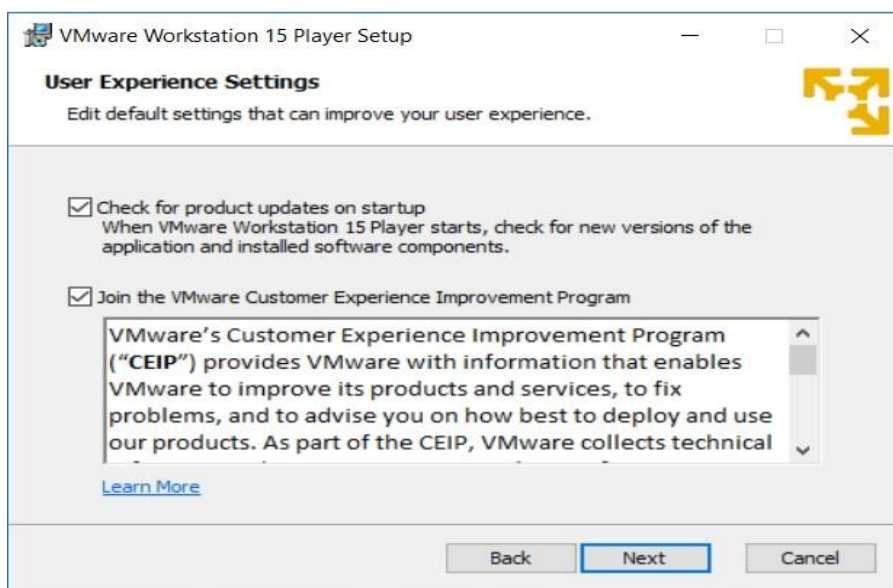 VMware Workstation 15 Player Setup
User Experience Settings
Edit default settings that can improve your user experience.
Check for product updates on startup
When VMware Workstation 15 Player starts, check for new versions of the
application and installed software components.
Join the VMware Customer Experience Improvement Program
VMware's Customer Experience Improvement Program
("CEIP") provides VMware with information that enables
VMware to improve its products and services, to fix
problems, and to advise you on how best to deploy and use
our products. As part of the CEIP, VMware collects technical
Learn More
Back
Next
Cancel